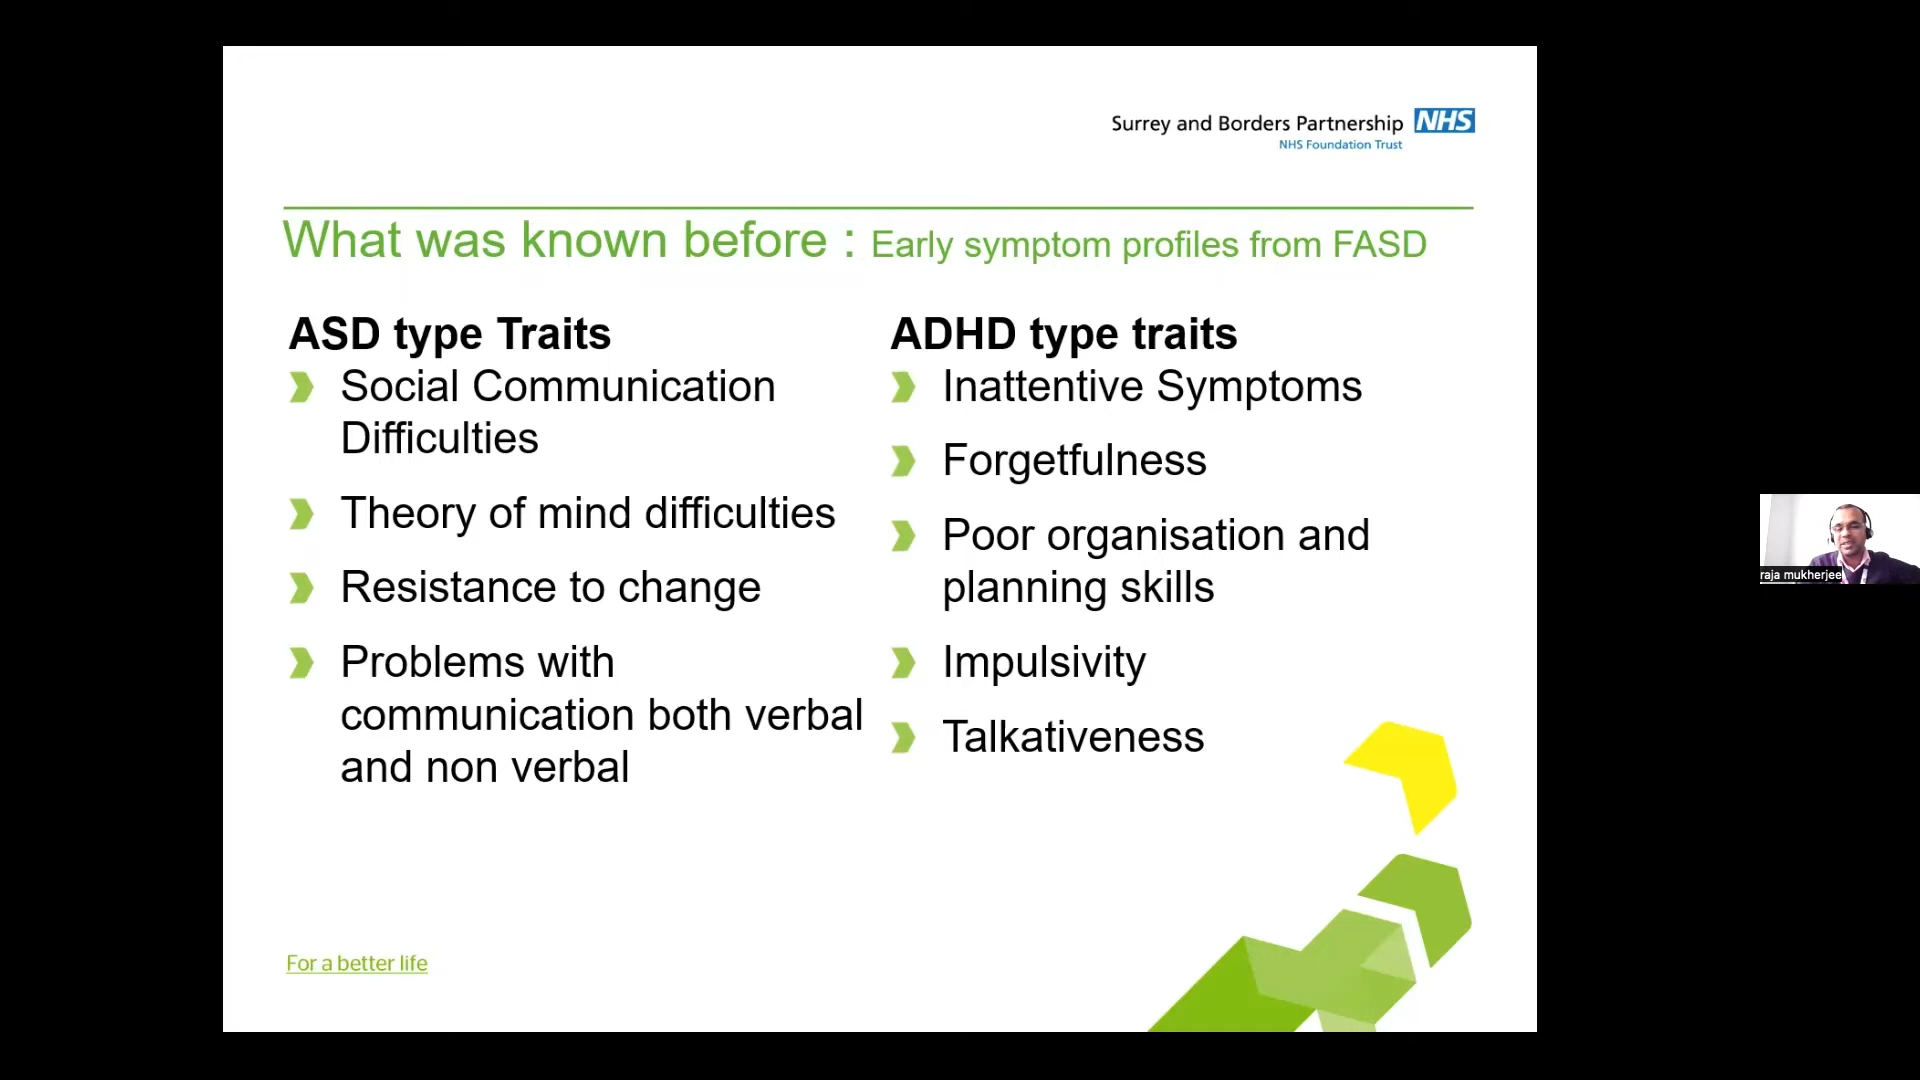 Surrey and Borders Partnership NHS
NHS Foundation Trust
What was known before : Early symptom profiles from FASD
ASD type Traits
Social Communication
Difficulties
Theory of mind difficulties
Resistance to change
Problems with
communication both verbal
and non verbal
ADHD type traits
Inattentive Symptoms
Forgetfulness
Poor organisation and
planning skills
Impulsivity
Talkativeness
For a better life
raja mukherjee